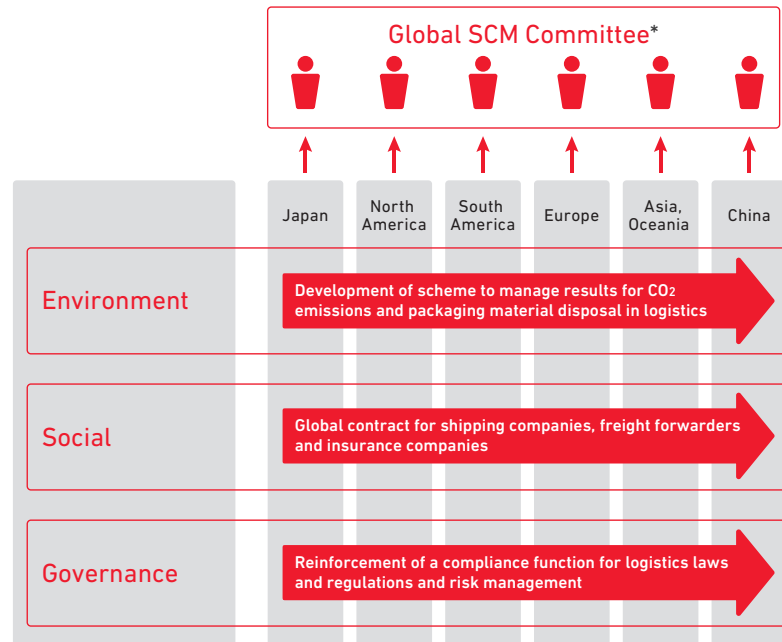 Global SCM Committee*
Japan
North
America
South
America
Europe
Asia,
Oceania
China
Environment
Development of scheme to manage results for CO2
emissions and packaging material disposal in logistics
Social
Global contract for shipping companies, freight forwarders
and insurance companies
Governance
Reinforcement of a compliance function for logistics laws
and regulations and risk management